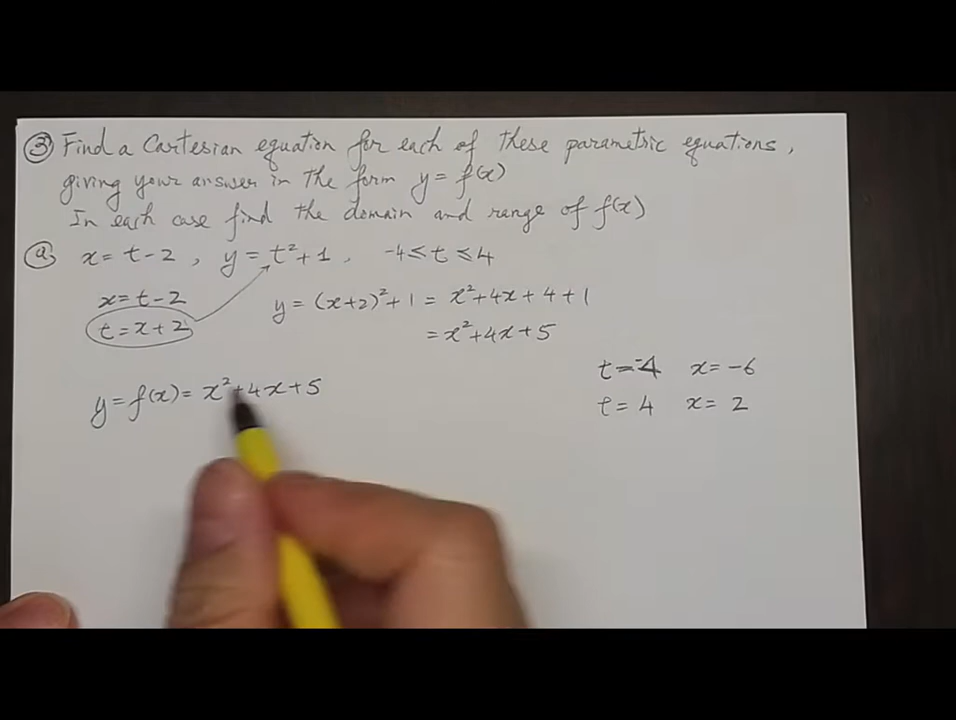 ③ Find a Cartesian equation for each of these parametric equations,
giving your answer in the form y = f(x)
In each case find the domain and range of f(x)
ⓐ x = t-2, y = t²+1, -4 ≤ t ≤ 4
x = t-2
t = x+2
y = (x+2)²+1 = x²+4x+4+1
= x²+4x+5
t = -4 x = -6
t = 4 x = 2
y = f(x) = x²+4x+5